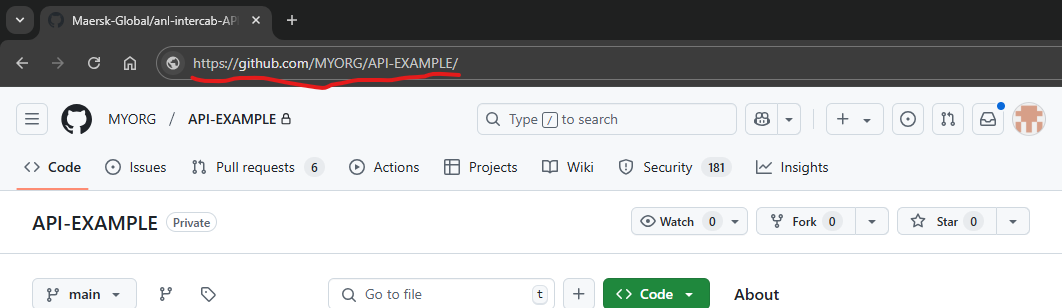 Maersk-Global/anl-intercab-AP
https://github.com/MYORG/API-EXAMPLE/
MYORG / API-EXAMPLE
Type / to search
Code Issues Pull requests 6 Actions Projects Wiki Security 181 Insights
API-EXAMPLE Private Watch 0 Fork 0 Star 0
main Go to file t Code About